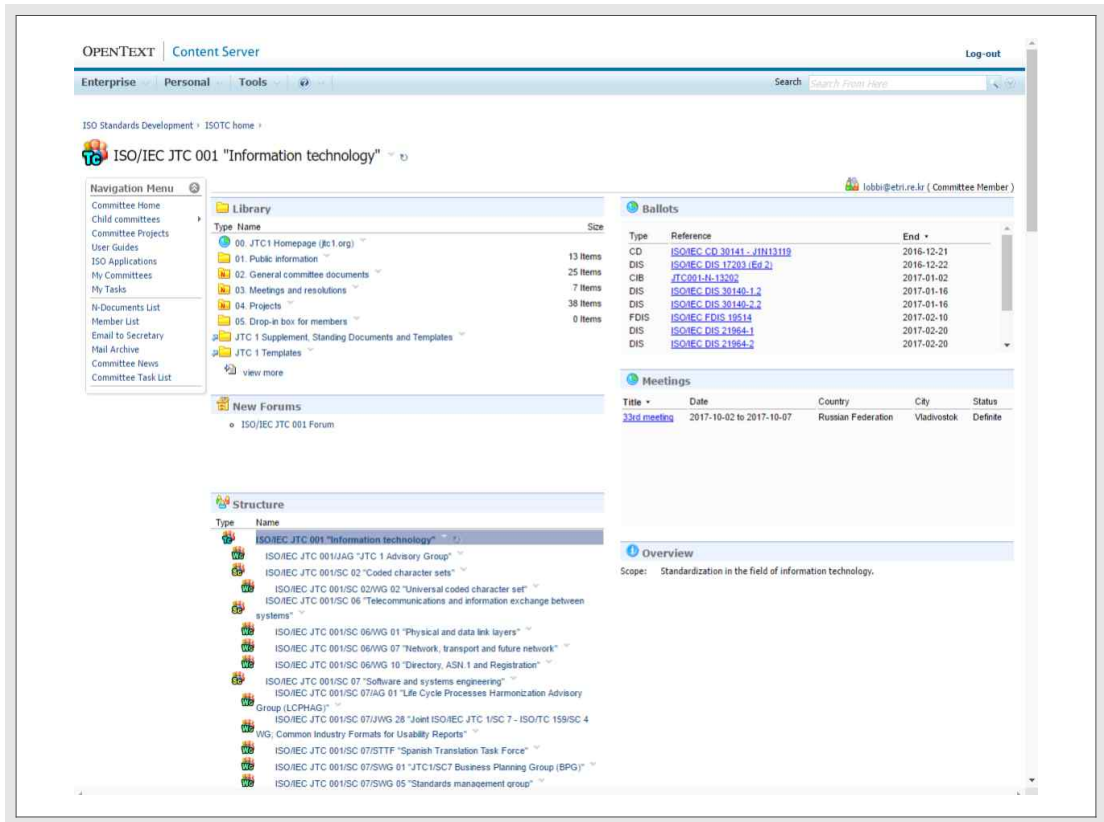 OPENTEXT | Content Server
Log-out
Enterprise Personal Tools
Search Search From Here
ISO Standards Development › ISOTC home ›
ISO/IEC JTC 001 "Information technology"
lobbi@etri.re.kr ( Committee Member )
Navigation Menu
Committee Home
Child committees
Committee Projects
User Guides
ISO Applications
My Committees
My Tasks
N-Documents List
Member List
Email to Secretary
Mail Archive
Committee News
Committee Task List
Library
Type Name Size
00. JTC1 Homepage (jtc1.org)
01. Public information 13 Items
02. General committee documents 25 Items
03. Meetings and resolutions 7 Items
04. Projects 38 Items
05. Drop-in box for members 0 Items
JTC 1 Supplement, Standing Documents and Templates
JTC 1 Templates
view more
New Forums
ISO/IEC JTC 001 Forum
Structure
Type Name
ISO/IEC JTC 001 "Information technology"
ISO/IEC JTC 001/JAG "JTC 1 Advisory Group"
ISO/IEC JTC 001/SC 02 "Coded character sets"
ISO/IEC JTC 001/SC 02/WG 02 "Universal coded character set"
ISO/IEC JTC 001/SC 06 "Telecommunications and information exchange between
systems"
ISO/IEC JTC 001/SC 06/WG 01 "Physical and data link layers"
ISO/IEC JTC 001/SC 06/WG 07 "Network, transport and future network"
ISO/IEC JTC 001/SC 06/WG 10 "Directory, ASN.1 and Registration"
ISO/IEC JTC 001/SC 07 "Software and systems engineering"
ISO/IEC JTC 001/SC 07/AG 01 "Life Cycle Processes Harmonization Advisory
Group (LCPHAG)"
ISO/IEC JTC 001/SC 07/JWG 28 "Joint ISO/IEC JTC 1/SC 7 - ISO/TC 159/SC 4
WG; Common Industry Formats for Usability Reports"
ISO/IEC JTC 001/SC 07/STTF "Spanish Translation Task Force"
ISO/IEC JTC 001/SC 07/SWG 01 "JTC1/SC7 Business Planning Group (BPG)"
ISO/IEC JTC 001/SC 07/SWG 05 "Standards management group"
Ballots
Type Reference End
CD ISO/IEC CD 30141 - J1N13119 2016-12-21
DIS ISO/IEC DIS 17203 (Ed 2) 2016-12-22
CIB JTC001-N-13202 2017-01-02
DIS ISO/IEC DIS 30140-1.2 2017-01-16
DIS ISO/IEC DIS 30140-2.2 2017-01-16
FDIS ISO/IEC FDIS 19514 2017-02-10
DIS ISO/IEC DIS 21964-1 2017-02-20
DIS ISO/IEC DIS 21964-2 2017-02-20
Meetings
Title Date Country City Status
33rd meeting 2017-10-02 to 2017-10-07 Russian Federation Vladivostok Definite
Overview
Scope: Standardization in the field of information technology.